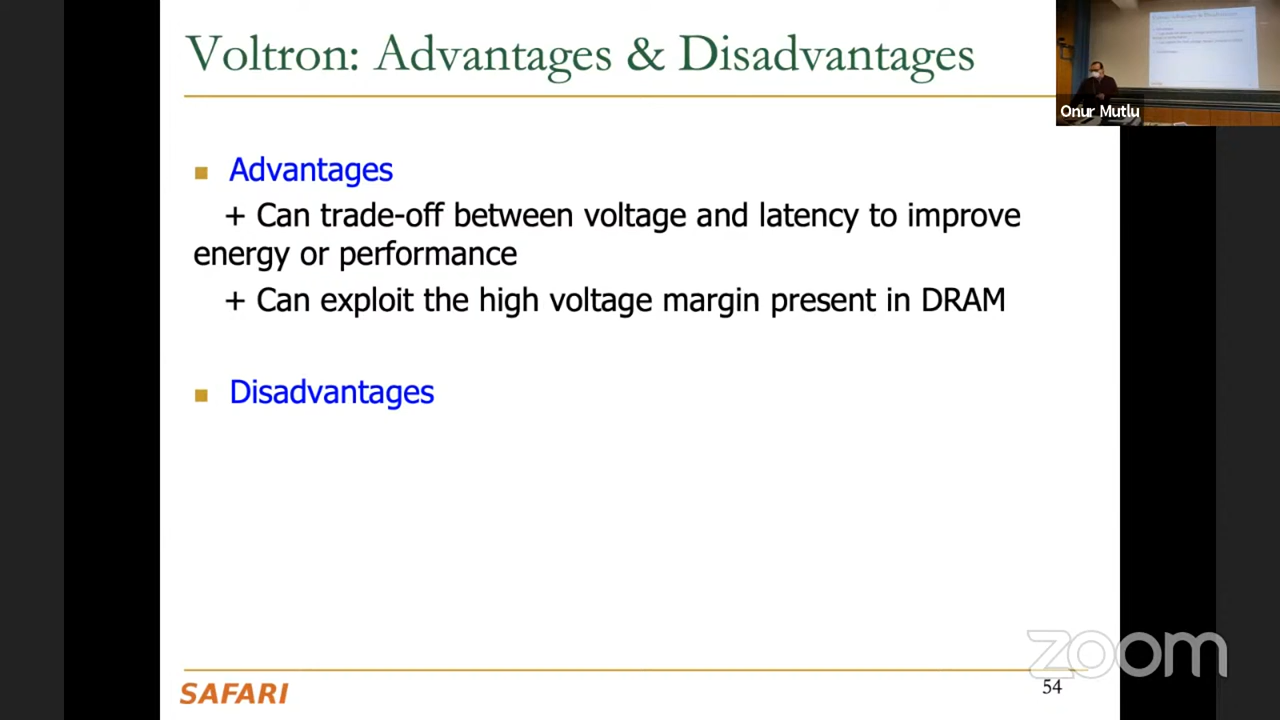 Voltron: Advantages & Disadvantages
Onur Mutlu
Advantages
+ Can trade-off between voltage and latency to improve
energy or performance
+ Can exploit the high voltage margin present in DRAM
Disadvantages
zoom
SAFARI
54